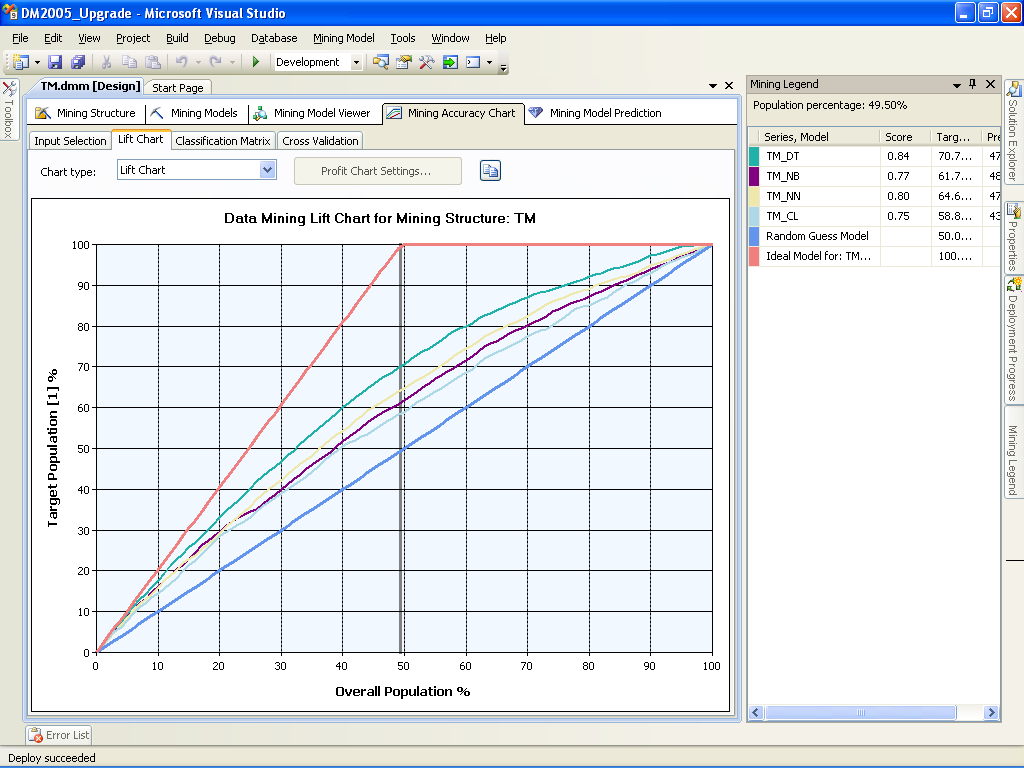 DM2005_Upgrade - Microsoft Visual Studio
File Edit View Project Build Debug Database Mining Model Tools Window Help
Development
Toolbox
TM.dmm [Design] Start Page
Mining Structure Mining Models Mining Model Viewer Mining Accuracy Chart Mining Model Prediction
Input Selection Lift Chart Classification Matrix Cross Validation
Chart type: Lift Chart Profit Chart Settings...
Data Mining Lift Chart for Mining Structure: TM
Target Population [1] %
100
90
80
70
60
50
40
30
20
10
0
0 10 20 30 40 50 60 70 80 90 100
Overall Population %
Mining Legend
Population percentage: 49.50%
Series, Model Score Targ... Pre
TM_DT 0.84 70.7... 47
TM_NB 0.77 61.7... 48
TM_NN 0.80 64.6... 47
TM_CL 0.75 58.8... 43
Random Guess Model 50.0...
Ideal Model for: TM... 100....
Solution Explorer
Properties
Deployment Progress
Mining Legend
Error List
Deploy succeeded